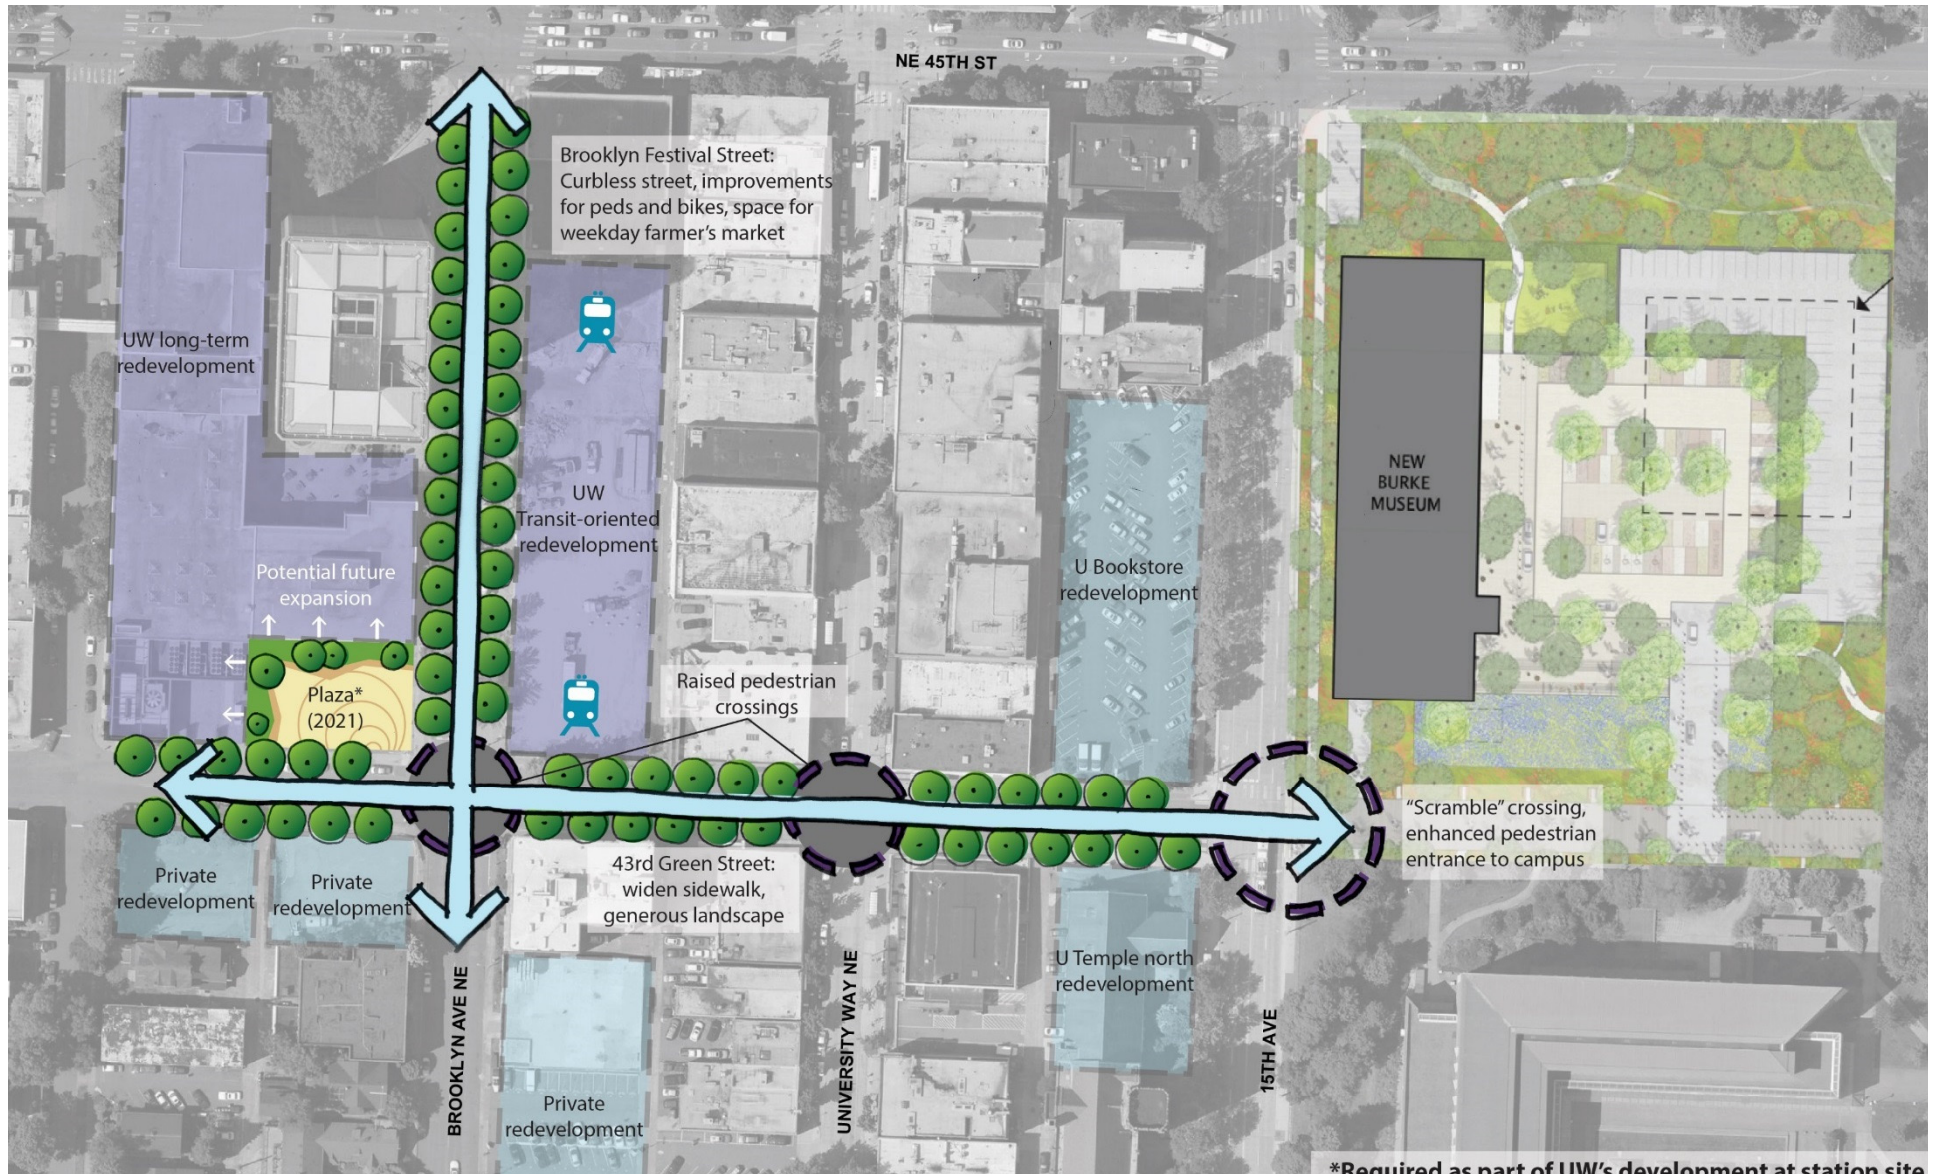 NE 45TH ST
Brooklyn Festival Street:
Curbless street, improvements
for peds and bikes, space for
weekday farmer's market
UW long-term
redevelopment
NEW
BURKE
MUSEUM
UW
Transit-oriented
redevelopment
U Bookstore
redevelopment
Potential future
expansion
Plaza*
(2021)
Raised pedestrian
crossings
"Scramble" crossing,
enhanced pedestrian
entrance to campus
43rd Green Street:
widen sidewalk,
generous landscape
Private
redevelopment
Private
redevelopment
U Temple north
redevelopment
BROOKLYN AVE NE
UNIVERSITY WAY NE
15TH AVE
Private
redevelopment
*Required as part of UW's development at station site